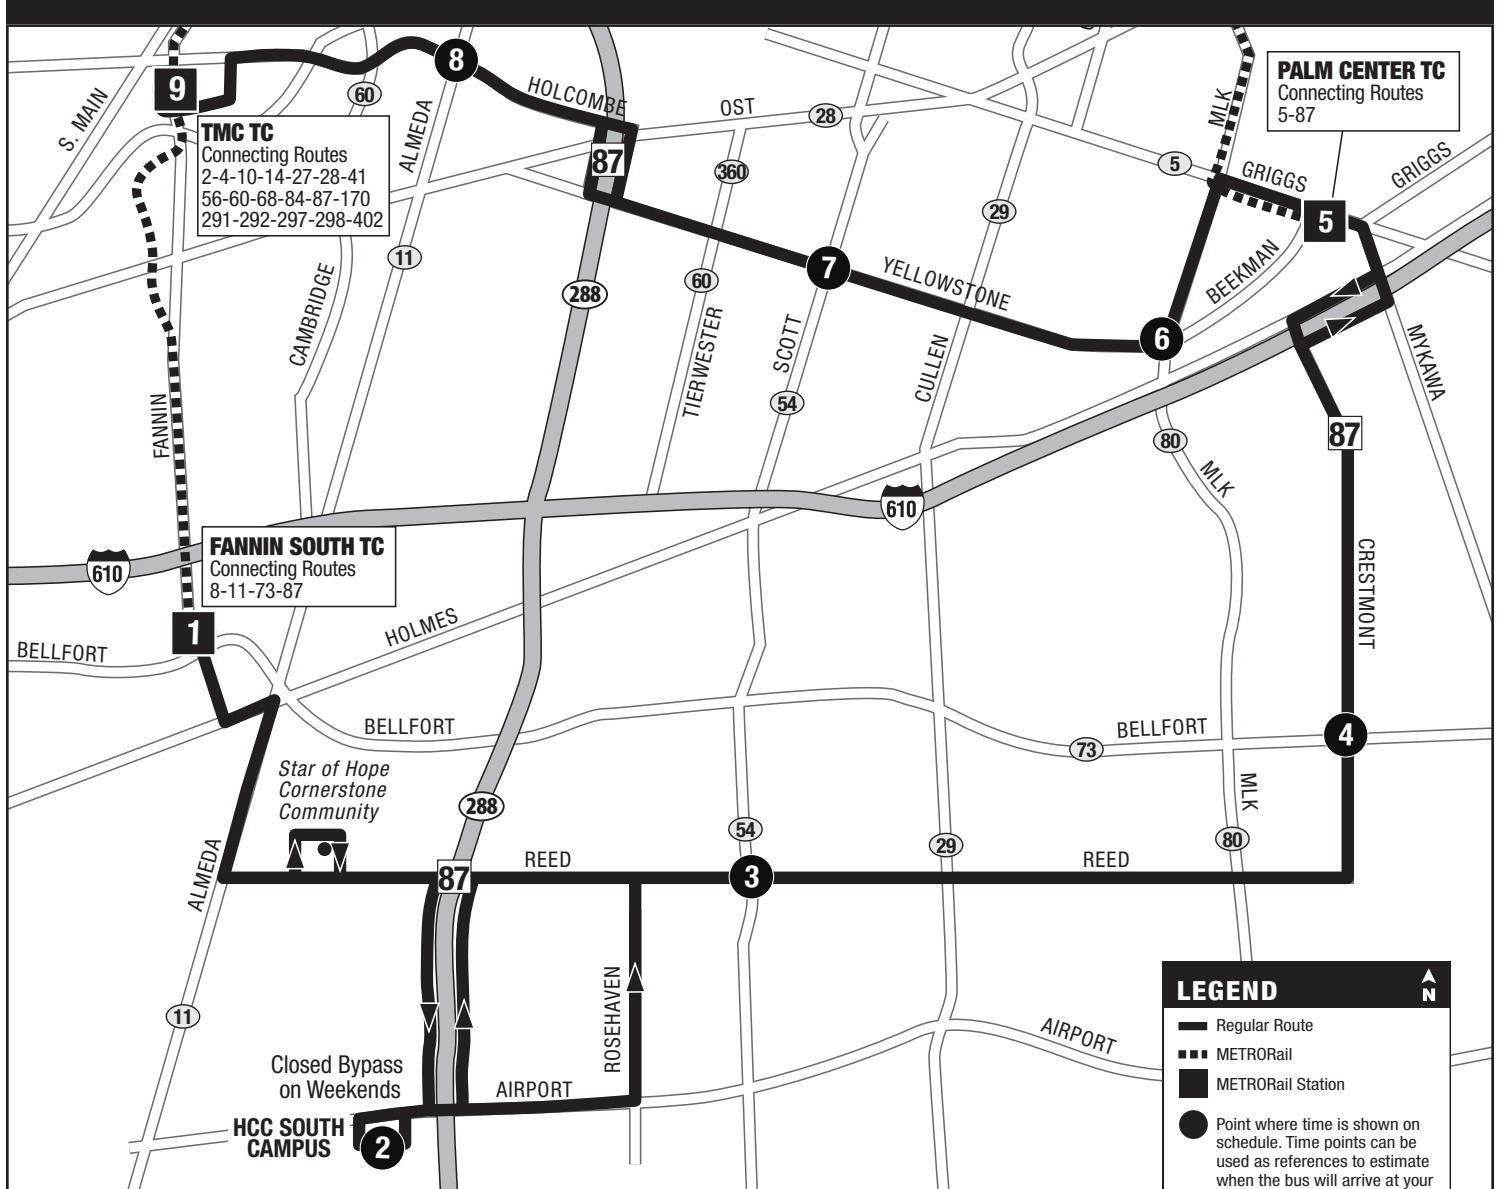 9
8
60
S. MAIN
ALMEDA
HOLCOMBE
OST
28
MLK
PALM CENTER TC
Connecting Routes
5-87
TMC TC
Connecting Routes
2-4-10-14-27-28-41
56-60-68-84-87-170
291-292-297-298-402
87
360
5
GRIGGS
GRIGGS
5
29
11
CAMBRIDGE
288
60
7
YELLOWSTONE
BEEKMAN
6
TIERWESTER
SCOTT
CULLEN
MYKAWA
FANNIN
54
80
87
MLK
610
610
FANNIN SOUTH TC
Connecting Routes
8-11-73-87
CRESTMONT
1
HOLMES
BELLFORT
BELLFORT
BELLFORT
73
4
Star of Hope
Cornerstone
Community
288
MLK
54
29
80
ALMEDA
87
REED
3
REED
11
ROSEHAVEN
AIRPORT
Closed Bypass
on Weekends
AIRPORT
HCC SOUTH
CAMPUS
2
LEGEND
N
Regular Route
METRORail
METRORail Station
Point where time is shown on
schedule. Time points can be
used as references to estimate
when the bus will arrive at your